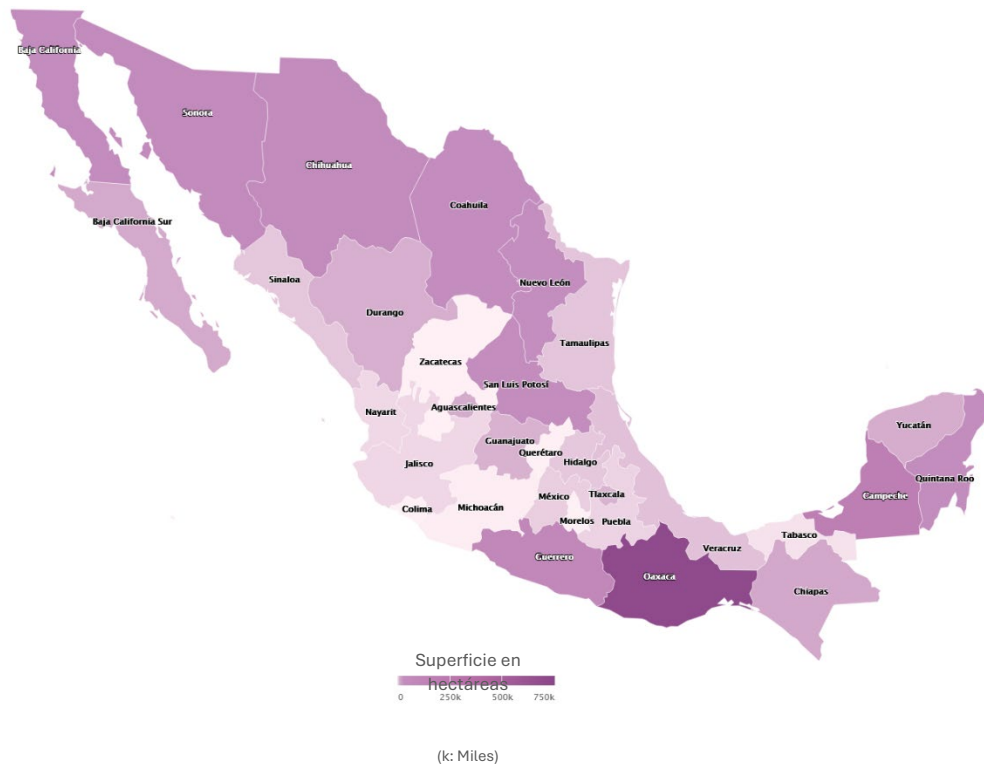 Baja California
Sonora
Chihuahua
Coahuila
Baja California Sur
Sinaloa
Nuevo León
Durango
Tamaulipas
Zacatecas
San Luis Potosí
Nayarit
Aguascalientes
Yucatán
Guanajuato
Querétaro
Jalisco
Hidalgo
Quintana Roó
Campeche
México
Tlaxcala
Colima
Michoacán
Morelos
Puebla
Tabasco
Veracruz
Guerrero
Oaxaca
Chiapas
Superficie en
hectáreas
0 250k 500k 750k
(k: Miles)